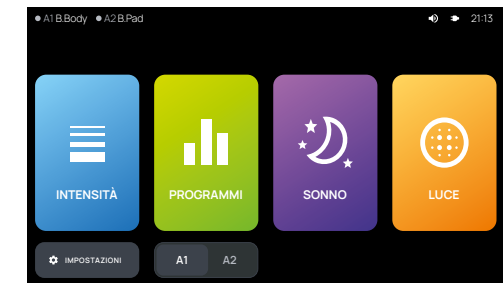 A1 B.Body A2 B.Pad 21:13
INTENSITÀ PROGRAMMI SONNO LUCE
IMPOSTAZIONI A1 A2